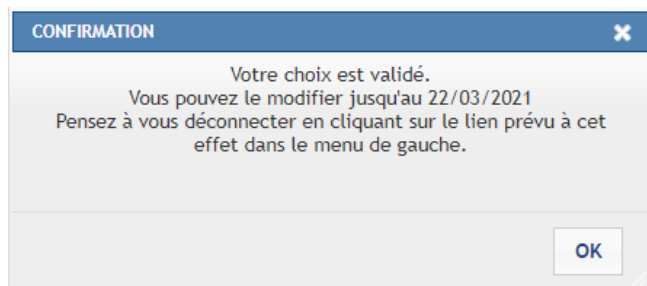 CONFIRMATION
Votre choix est validé.
Vous pouvez le modifier jusqu'au 22/03/2021
Pensez à vous déconnecter en cliquant sur le lien prévu à cet
effet dans le menu de gauche.
OK